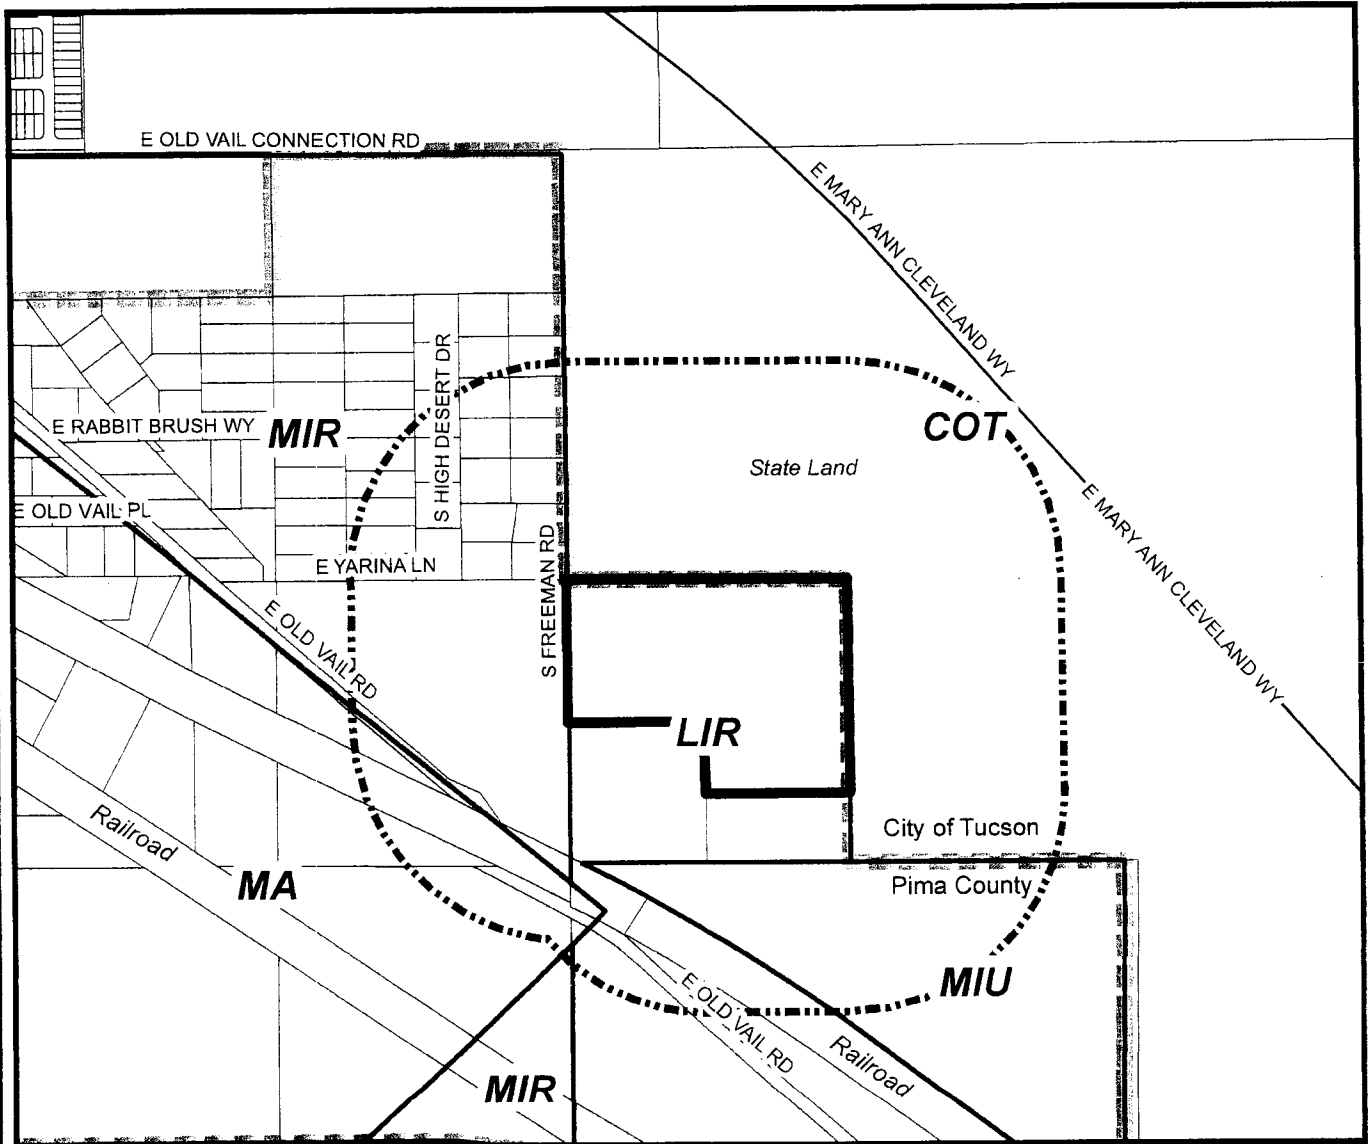 E OLD VAIL CONNECTION RD
E MARY ANN CLEVELAND WY
S HIGH DESERT DR
E RABBIT BRUSH WY
MIR
COT
State Land
E OLD VAIL PL
E MARY ANN CLEVELAND WY
S FREEMAN RD
E YARINA LN
E OLD VAIL RD
LIR
Railroad
City of Tucson
MA
Pima County
MIU
E OLD VAIL RD
Railroad
MIR